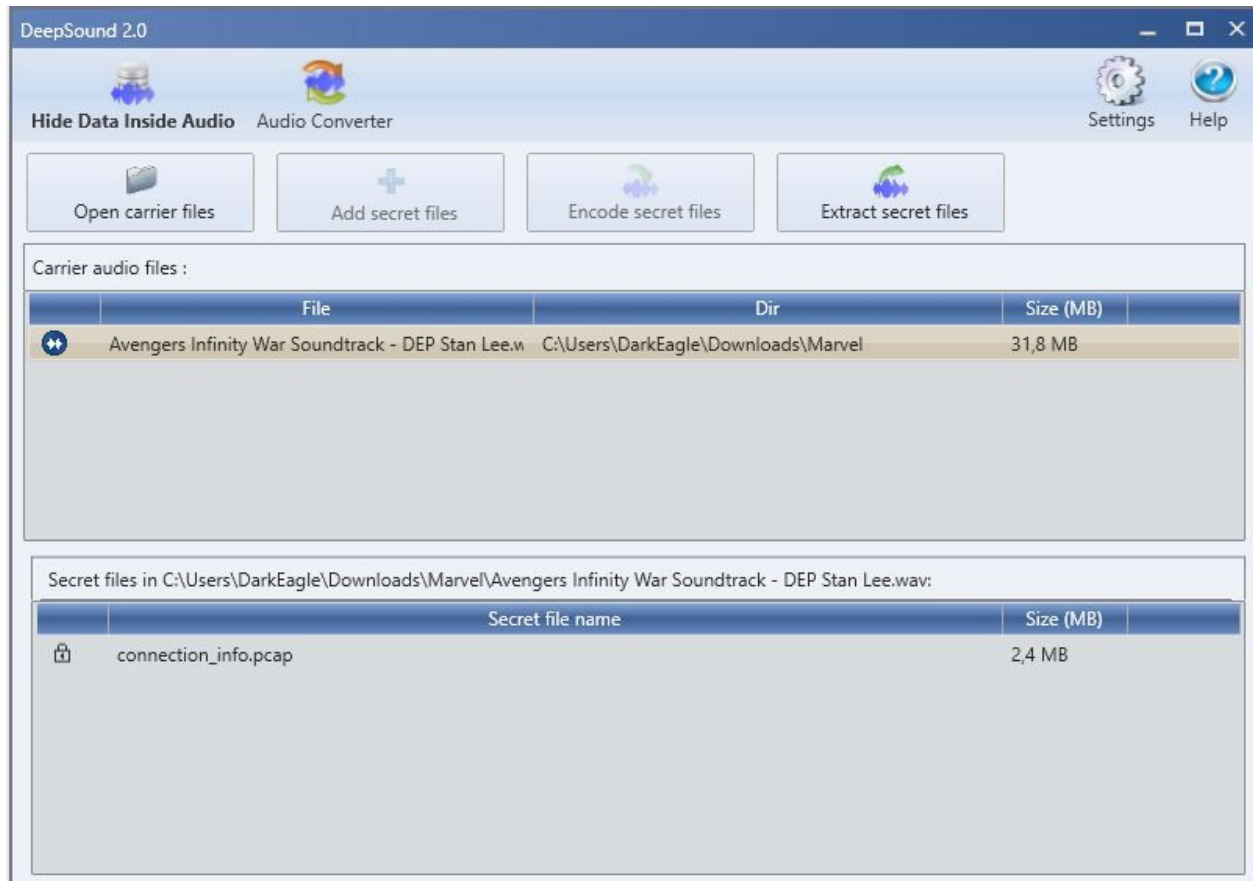 DeepSound 2.0
Hide Data Inside Audio Audio Converter Settings Help
Open carrier files Add secret files Encode secret files Extract secret files
Carrier audio files :
File Dir Size (MB)
Avengers Infinity War Soundtrack - DEP Stan Lee.w C:\Users\DarkEagle\Downloads\Marvel 31,8 MB
Secret files in C:\Users\DarkEagle\Downloads\Marvel\Avengers Infinity War Soundtrack - DEP Stan Lee.wav:
Secret file name Size (MB)
connection_info.pcap 2,4 MB